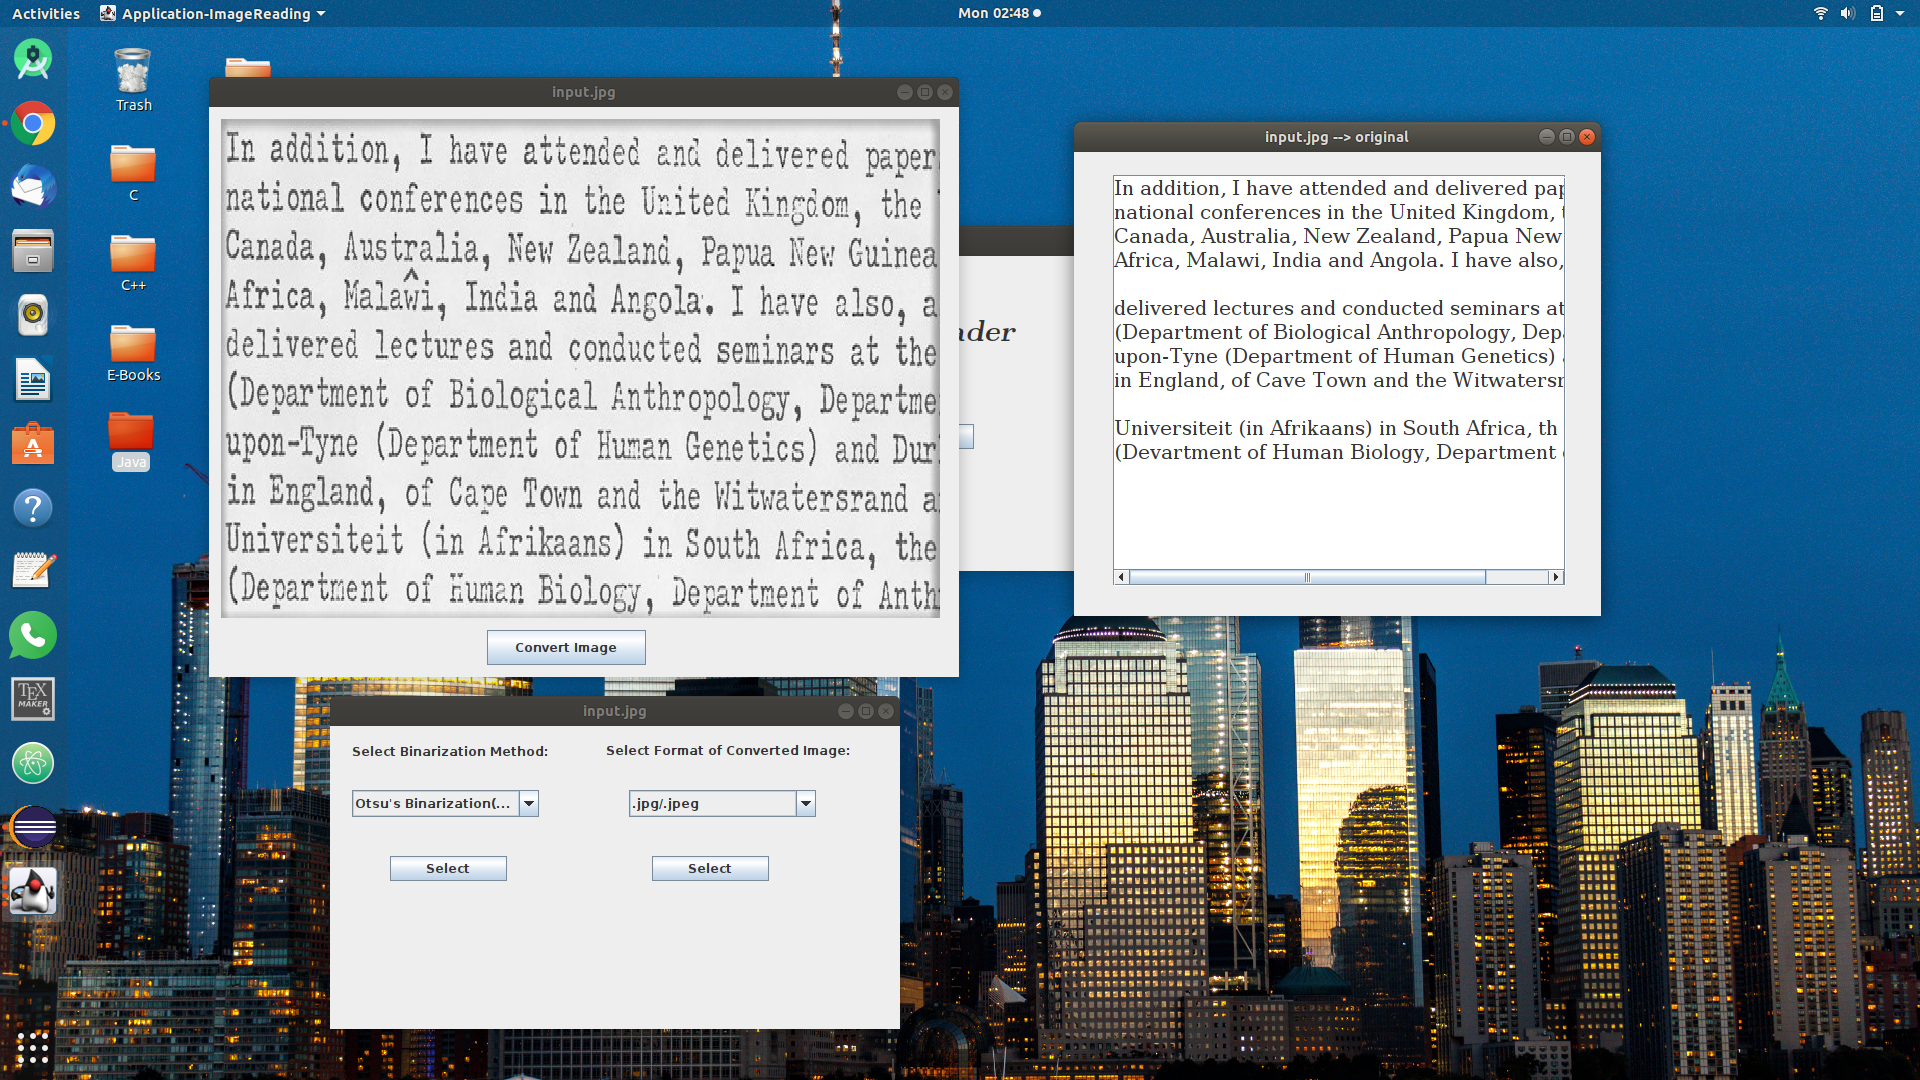 Activities
Application-ImageReading
Mon 02:48
Trash
C
C++
E-Books
Java
TEX
MAKER
input.jpg
In addition, I have attended and delivered paper
national conferences in the United Kingdom, the
Canada, Australia, New Zealand, Papua New Guinea
Africa, Malawi, India and Angola. I have also, a
delivered lectures and conducted seminars at the
(Department of Biological Anthropology, Departme
upon-Tyne (Department of Human Genetics) and Dur
in England, of Cape Town and the Witwatersrand a
Universiteit (in Afrikaans) in South Africa, the
(Department of Human Biology, Department of Anth
Convert Image
ader
input.jpg --> original
In addition, I have attended and delivered pap
national conferences in the United Kingdom, t
Canada, Australia, New Zealand, Papua New
Africa, Malawi, India and Angola. I have also,
delivered lectures and conducted seminars at
(Department of Biological Anthropology, Depa
upon-Tyne (Department of Human Genetics)
in England, of Cave Town and the Witwatersr
Universiteit (in Afrikaans) in South Africa, th
(Devartment of Human Biology, Department
input.jpg
Select Binarization Method:
Select Format of Converted Image:
Otsu's Binarization(...
.jpg/.jpeg
Select
Select